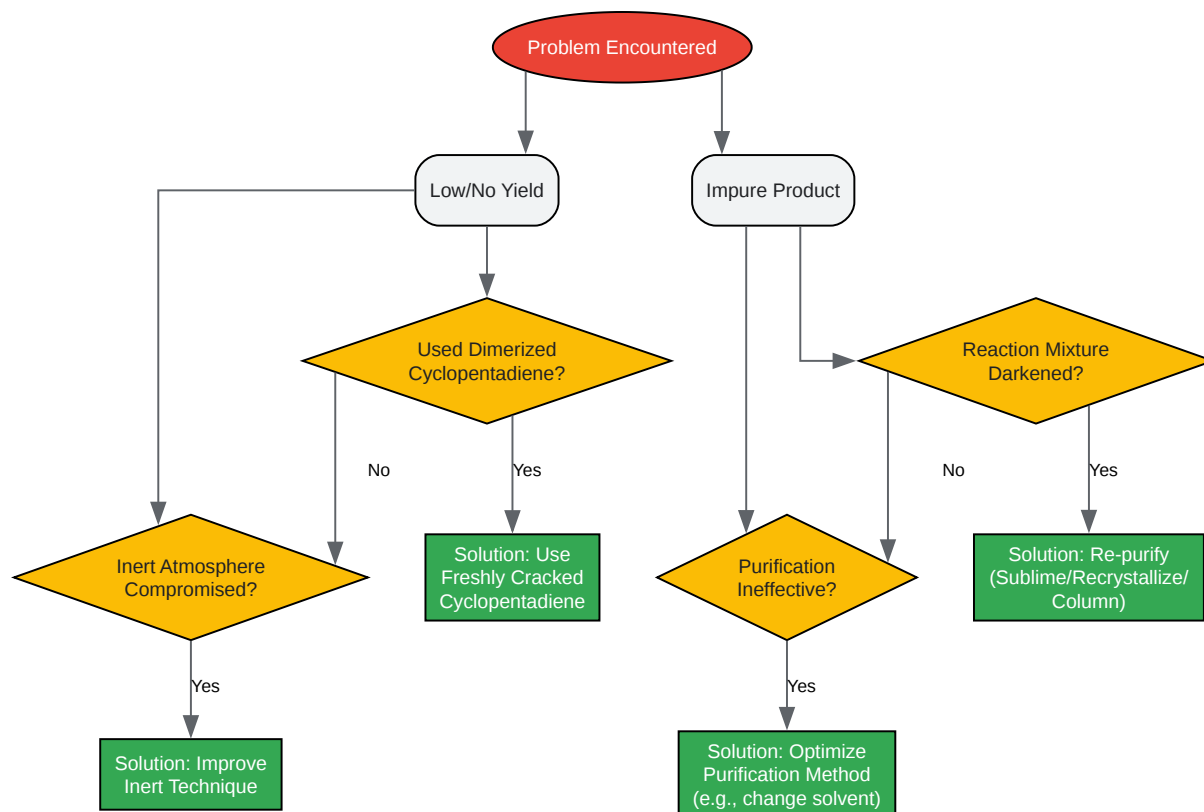 Problem Encountered
Low/No Yield
Impure Product
Used Dimerized
Cyclopentadiene?
Reaction Mixture
Darkened?
No
Yes
No
Yes
Inert Atmosphere
Compromised?
Solution: Use
Freshly Cracked
Cyclopentadiene
Purification
Ineffective?
Solution: Re-purify
(Sublime/Recrystallize/
Column)
Yes
Yes
Solution: Improve
Inert Technique
Solution: Optimize
Purification Method
(e.g., change solvent)